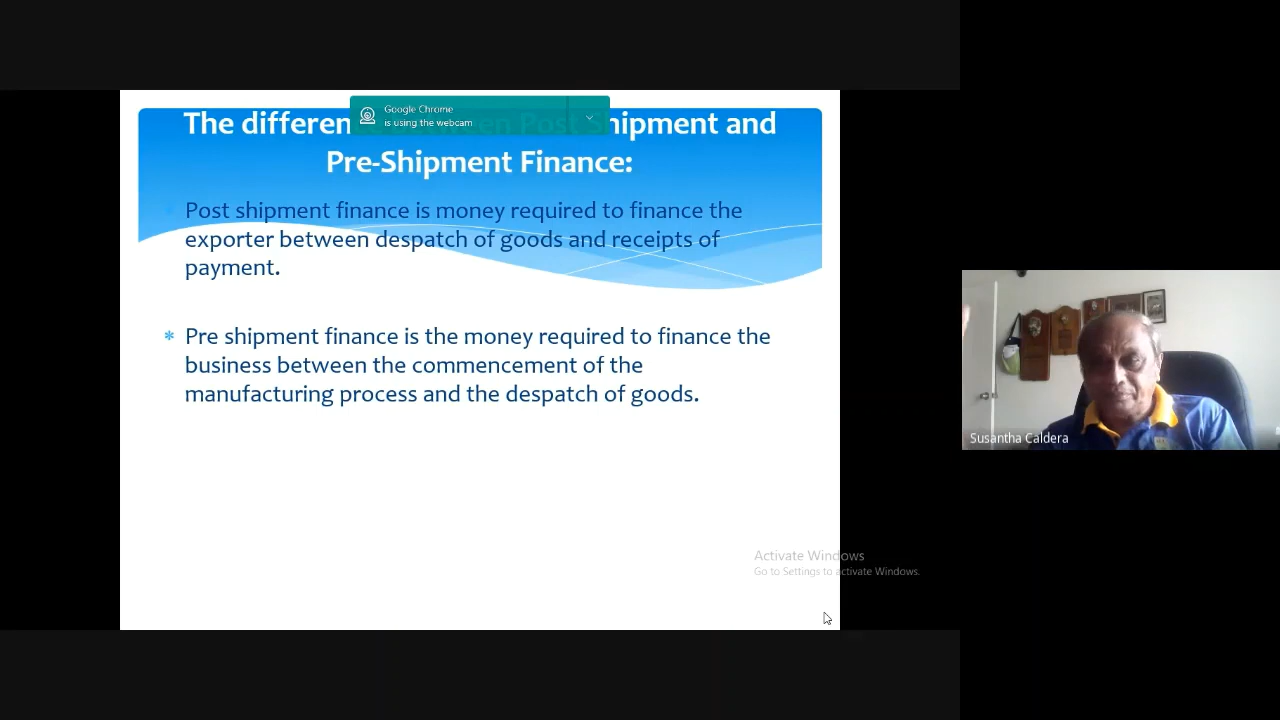 Google Chrome
is using the webcam
The differen Post Shipment and
Pre-Shipment Finance:
Post shipment finance is money required to finance the
exporter between despatch of goods and receipts of
payment.
* Pre shipment finance is the money required to finance the
business between the commencement of the
manufacturing process and the despatch of goods.
Susantha Caldera
Activate Windows
Go to Settings to activate Windows.